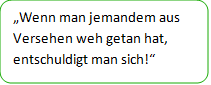 „Wenn man jemandem aus
Versehen weh getan hat,
entschuldigt man sich!“